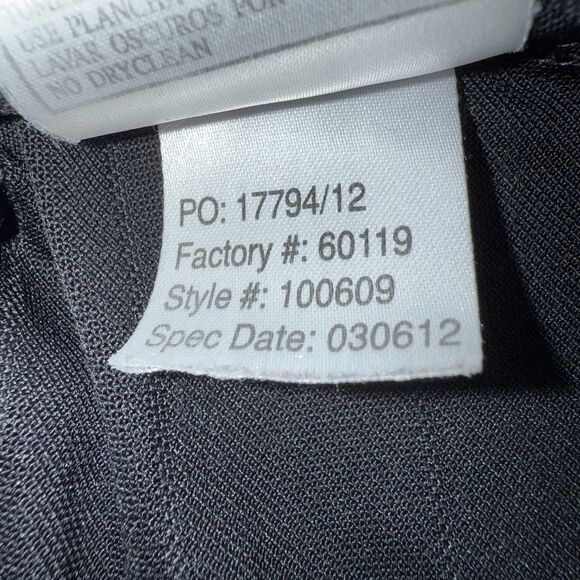 USE PLANCHA
LAVAR OSCUROS POR
NO DRYCLEAN
PO: 17794/12
Factory #: 60119
Style #: 100609
Spec Date: 030612